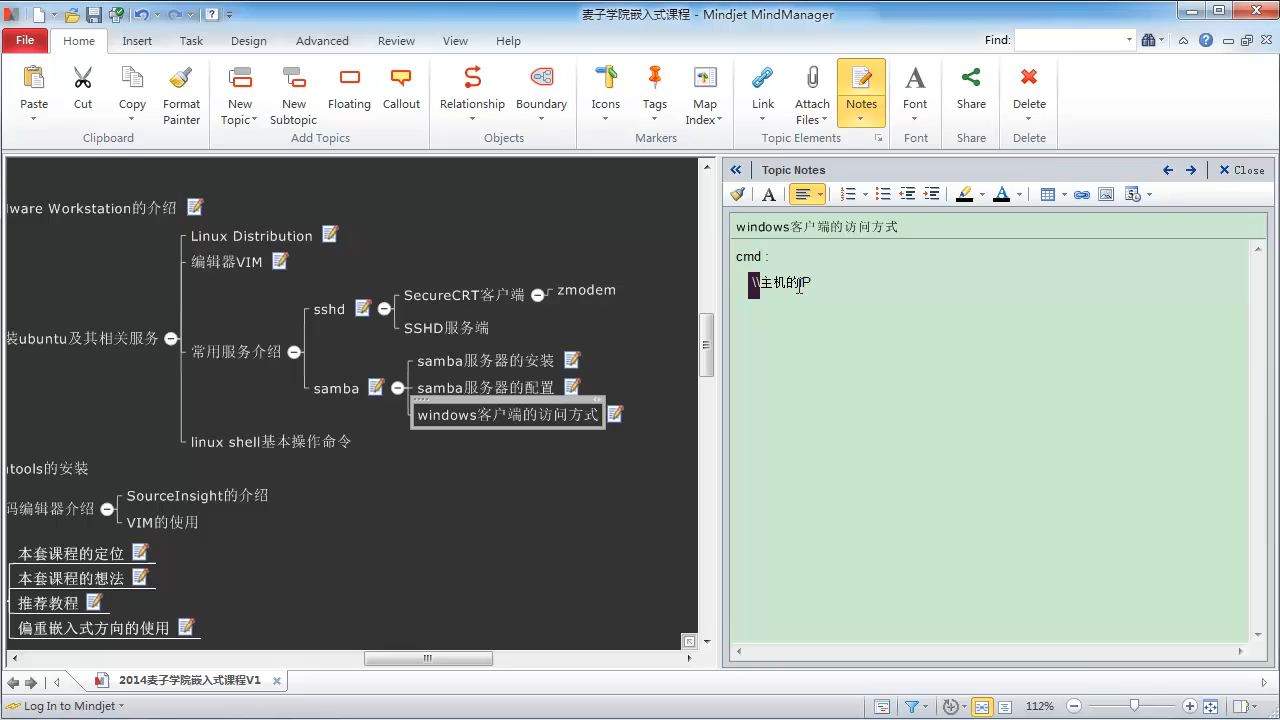 麦子学院嵌入式课程 - Mindjet MindManager
File Home Insert Task Design Advanced Review View Help Find:
Paste Cut Copy Format Painter New Topic New Subtopic Floating Callout Relationship Boundary Icons Tags Map Index Link Attach Files Notes Font Share Delete
Clipboard Add Topics Objects Markers Topic Elements Font Share Delete
Topic Notes Close
windows客户端的访问方式
cmd :
\\主机的IP
ware Workstation的介绍
Linux Distribution
编辑器VIM
sshd
SecureCRT客户端
zmodem
SSHD服务端
装ubuntu及其相关服务
常用服务介绍
samba服务器的安装
samba
samba服务器的配置
windows客户端的访问方式
linux shell基本操作命令
tools的安装
码编辑器介绍
SourceInsight的介绍
VIM的使用
本套课程的定位
本套课程的想法
推荐教程
偏重嵌入式方向的使用
2014麦子学院嵌入式课程V1
Log In to Mindjet
112%